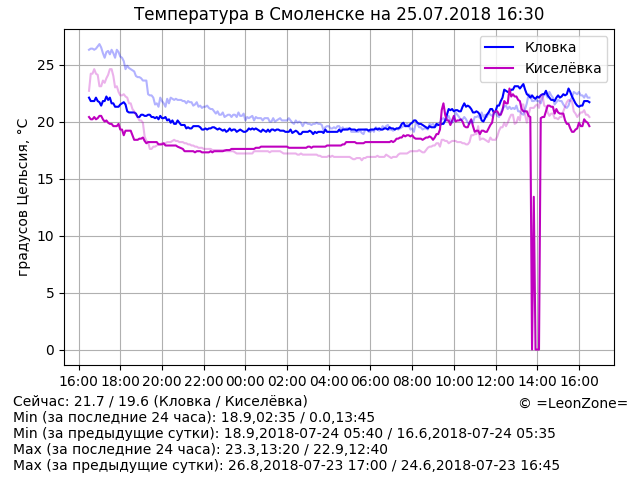 Температура в Смоленске на 25.07.2018 16:30
градусов Цельсия, °C
25
20
15
10
5
0
Кловка
Киселёвка
16:00 18:00 20:00 22:00 00:00 02:00 04:00 06:00 08:00 10:00 12:00 14:00 16:00
Сейчас: 21.7 / 19.6 (Кловка / Киселёвка)
© =LeonZone=
Min (за последние 24 часа): 18.9,02:35 / 0.0,13:45
Min (за предыдущие сутки): 18.9,2018-07-24 05:40 / 16.6,2018-07-24 05:35
Max (за последние 24 часа): 23.3,13:20 / 22.9,12:40
Max (за предыдущие сутки): 26.8,2018-07-23 17:00 / 24.6,2018-07-23 16:45